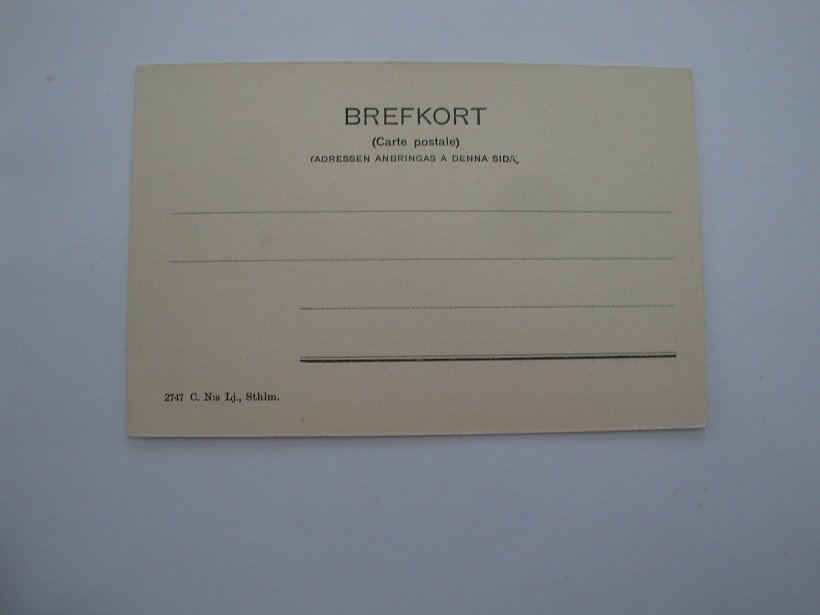 BREFKORT
(Carte postale)
(ADRESSEN ANBRINGAS Å DENNA SIDA)
2747 C. N:s Lj., Sthlm.